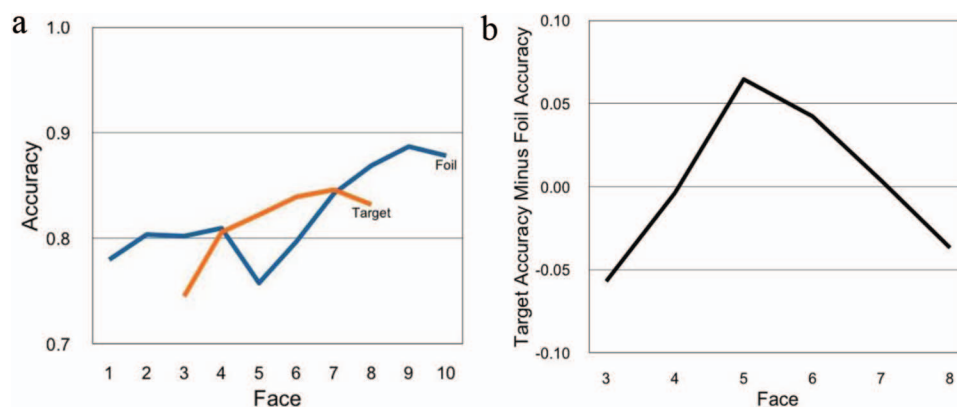 a
1.0
0.9
0.8
0.7
Accuracy
Foil
Target
1 2 3 4 5 6 7 8 9 10
Face
b
0.10
0.05
0.00
-0.05
-0.10
Target Accuracy Minus Foil Accuracy
3 4 5 6 7 8
Face